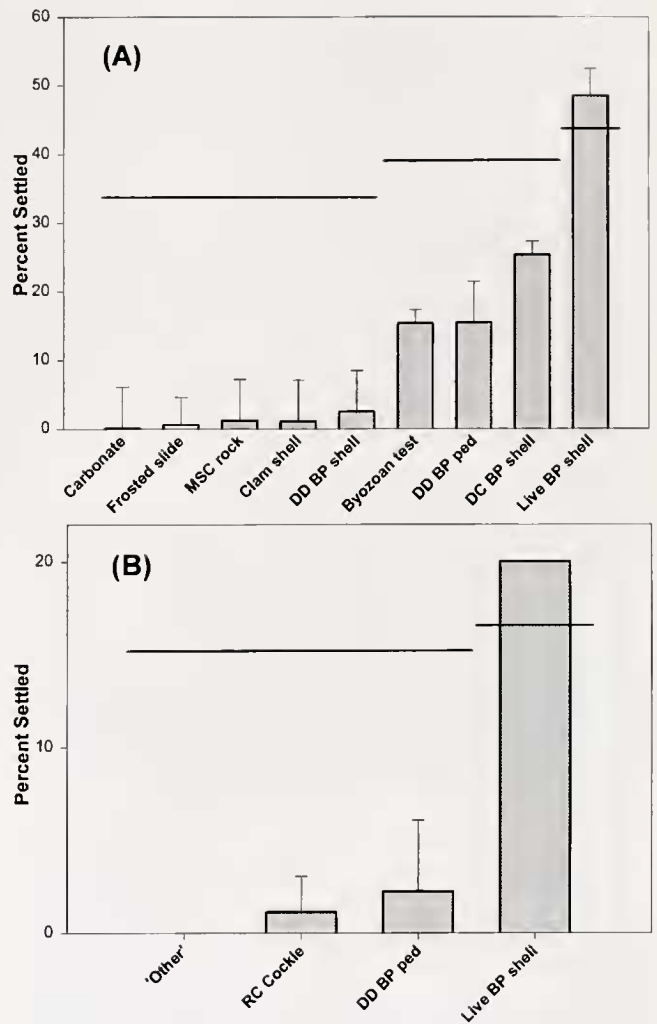 (A)
60
50
40
30
20
10
0
Percent Settled
Carbonate
Frosted slide
MSC rock
Clam shell
DD BP shell
Byozoan test
DD BP ped
DC BP shell
Live BP shell
(B)
20
10
0
Percent Settled
'Other'
RC Cockle
DD BP ped
Live BP shell